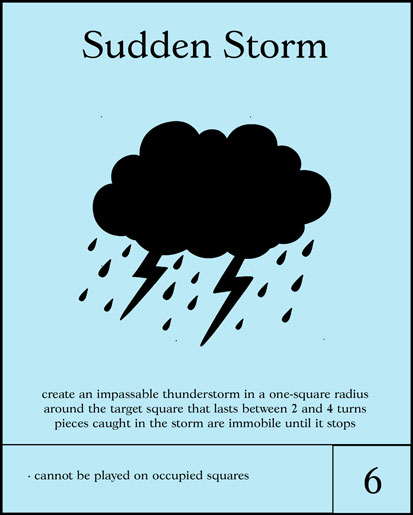 Sudden Storm
create an impassable thunderstorm in a one-square radius
around the target square that lasts between 2 and 4 turns
pieces caught in the storm are immobile until it stops
· cannot be played on occupied squares
6